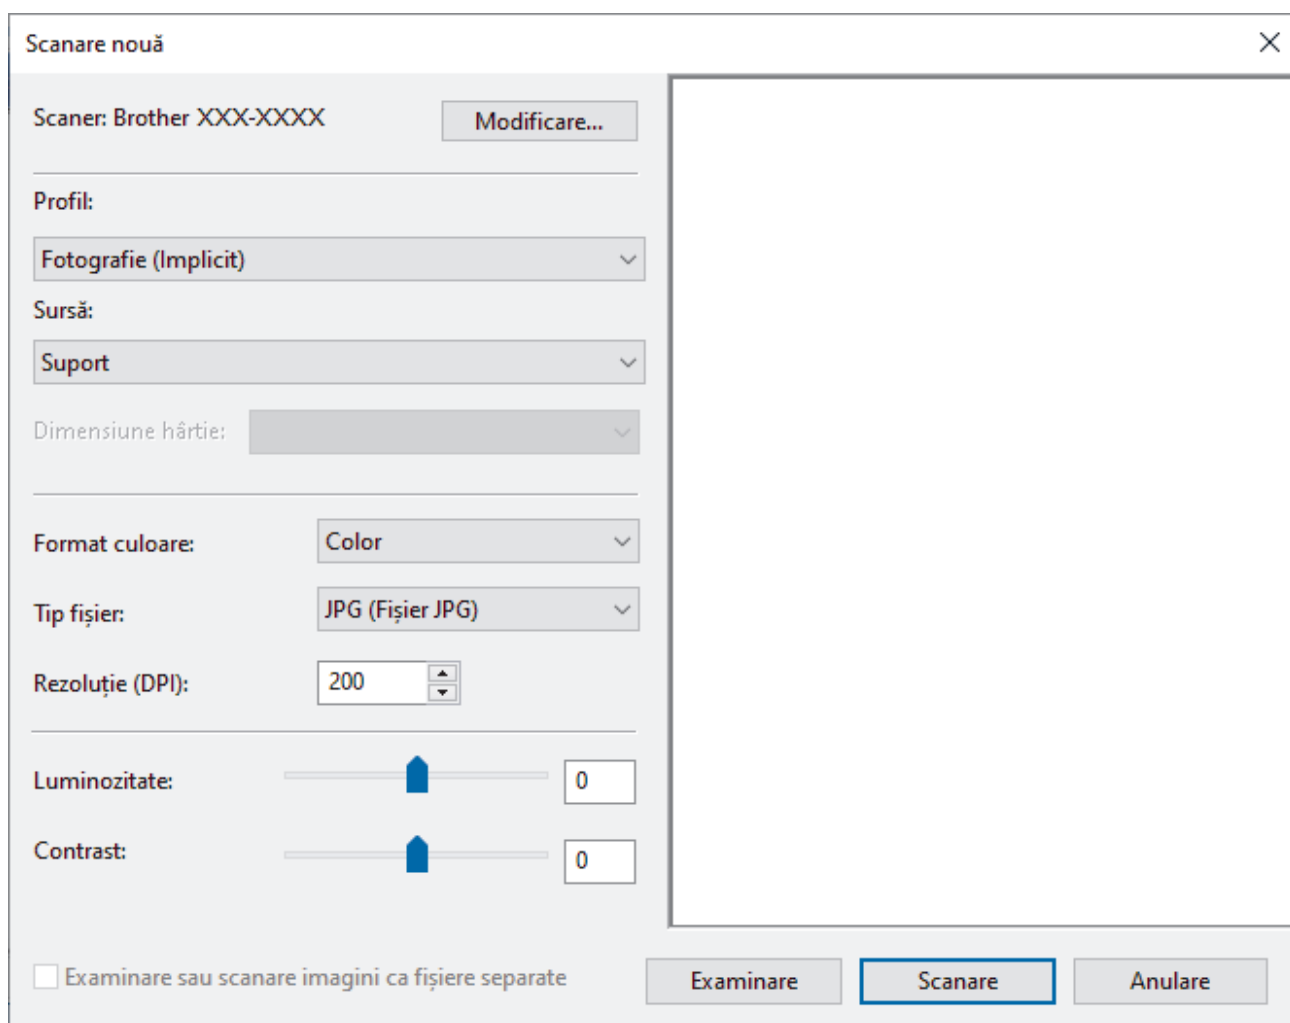 Scanare nouă
Scaner: Brother XXX-XXXX
Modificare...
Profil:
Fotografie (Implicit)
Sursă:
Suport
Dimensiune hârtie:
Format culoare:
Color
Tip fișier:
JPG (Fișier JPG)
Rezoluție (DPI):
200
Luminozitate:
0
Contrast:
0
Examinare sau scanare imagini ca fișiere separate
Examinare
Scanare
Anulare